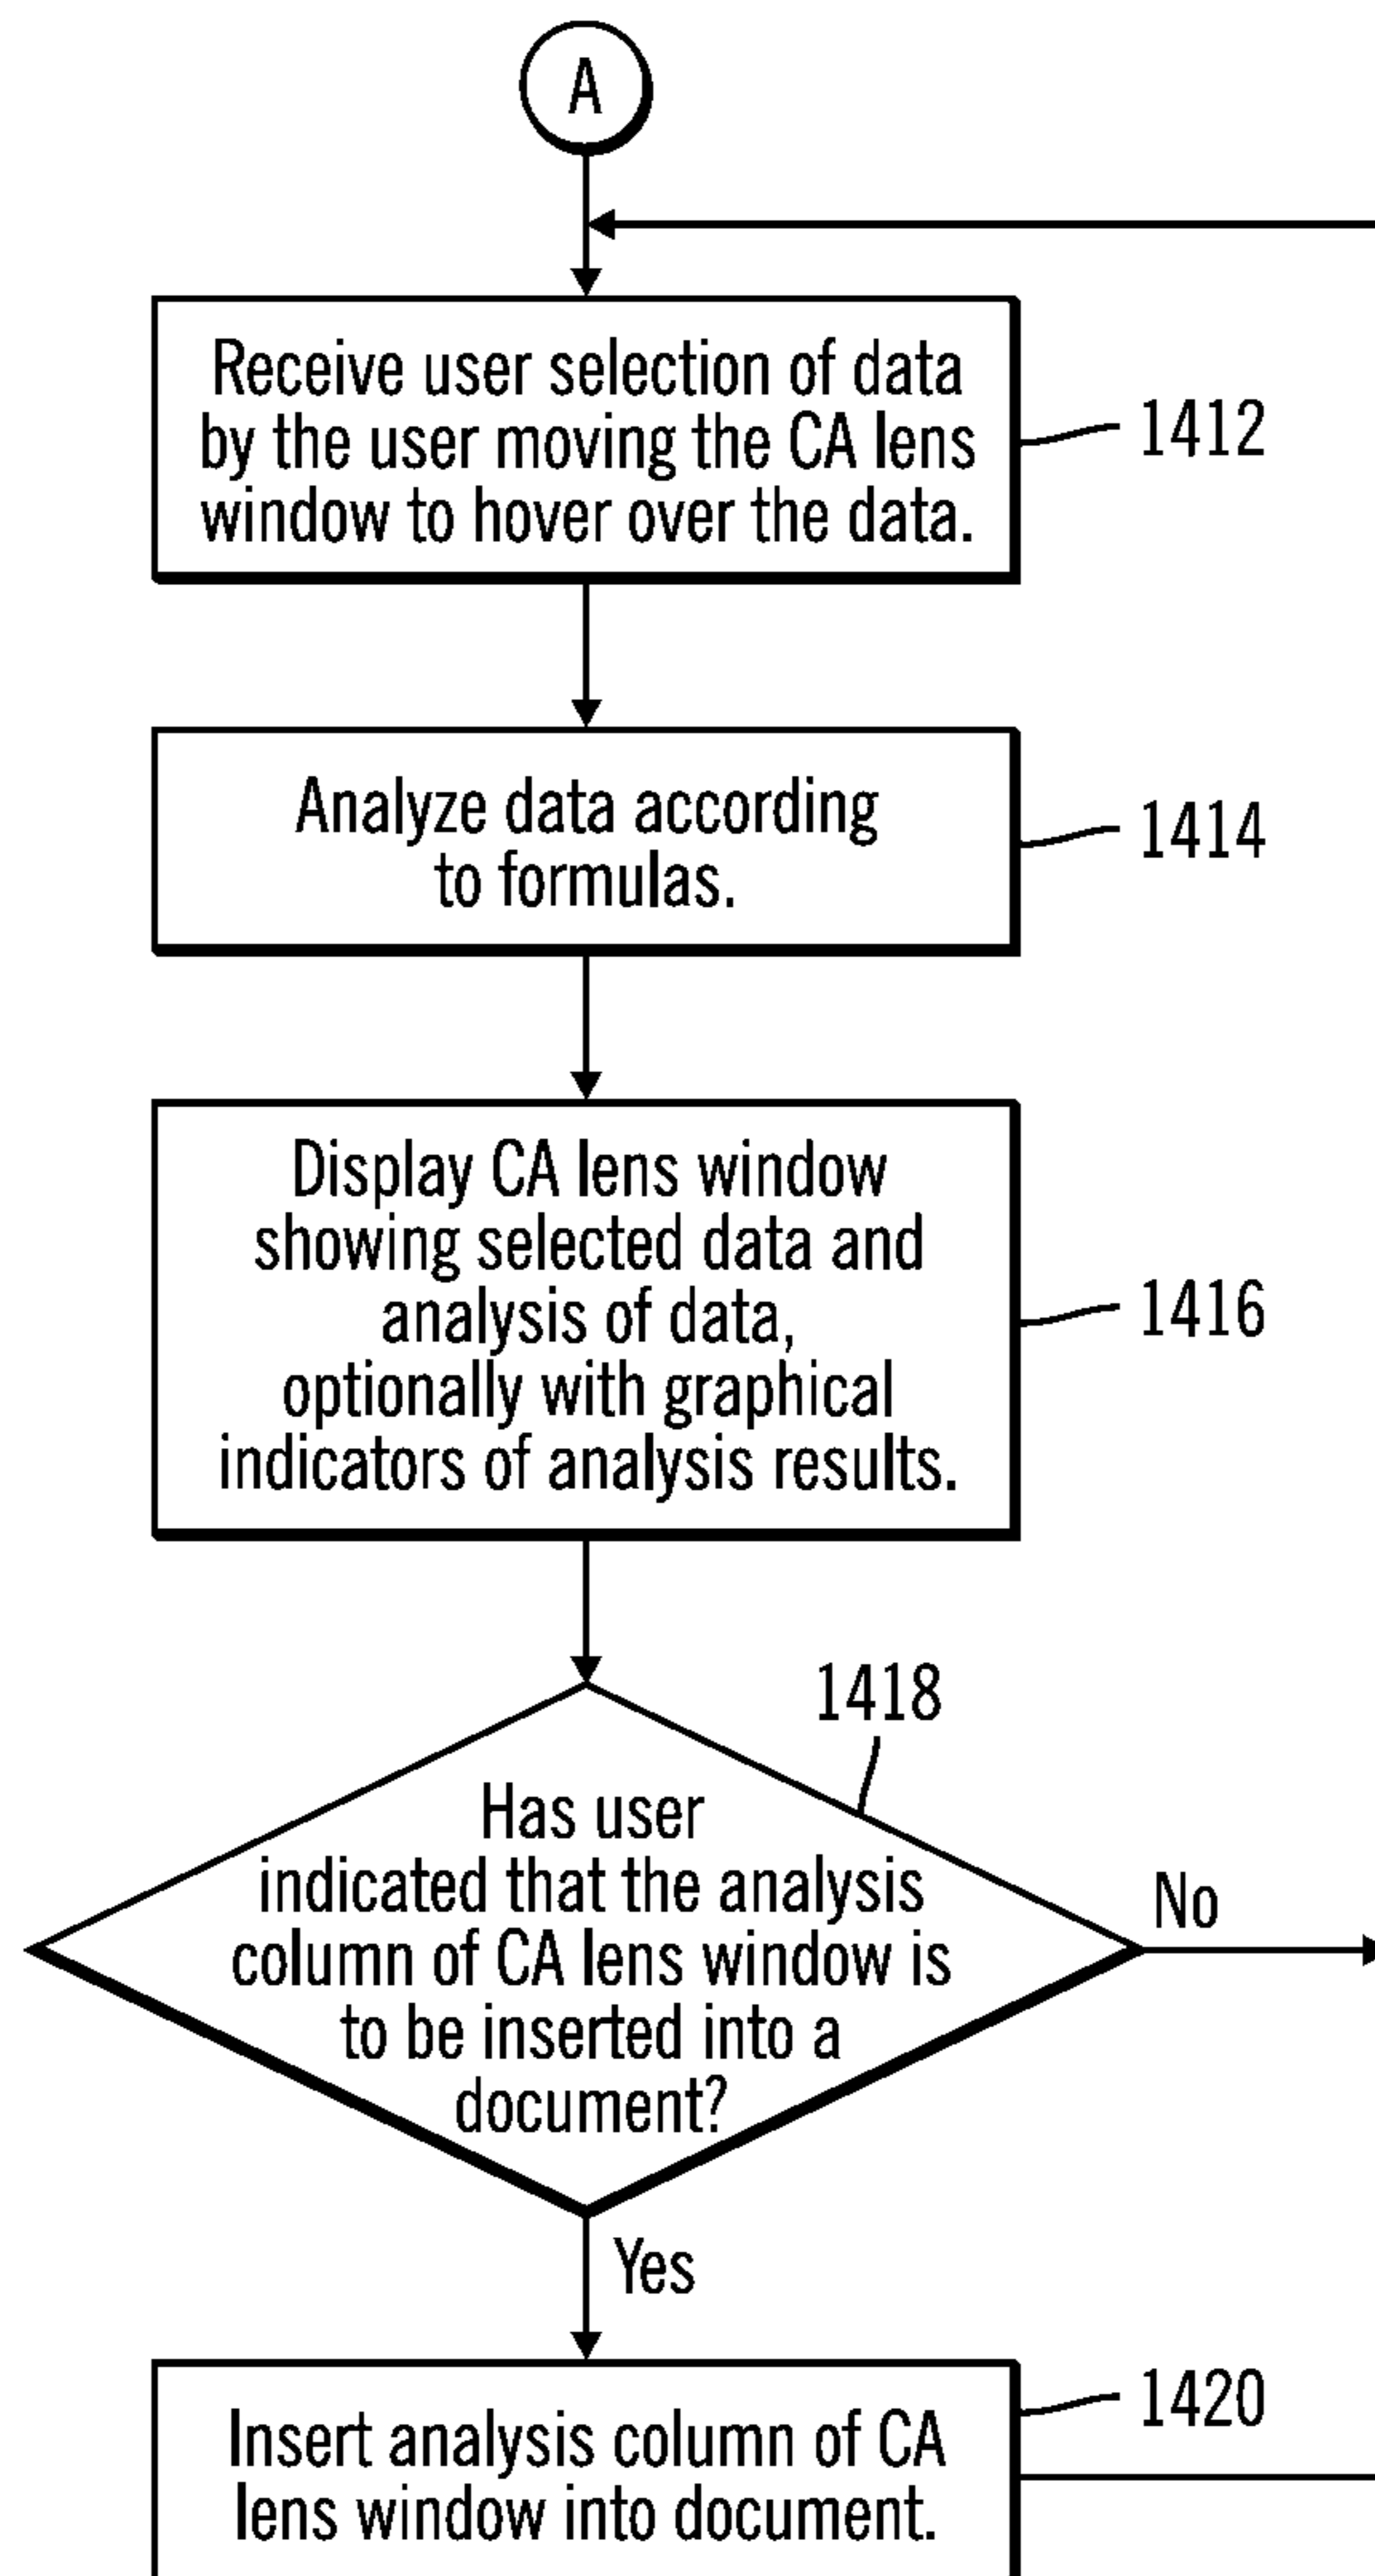 A
Receive user selection of data
by the user moving the CA lens
window to hover over the data.
1412
Analyze data according
to formulas.
1414
Display CA lens window
showing selected data and
analysis of data,
optionally with graphical
indicators of analysis results.
1416
1418
Has user
indicated that the analysis
column of CA lens window is
to be inserted into a
document?
No
Yes
1420
Insert analysis column of CA
lens window into document.